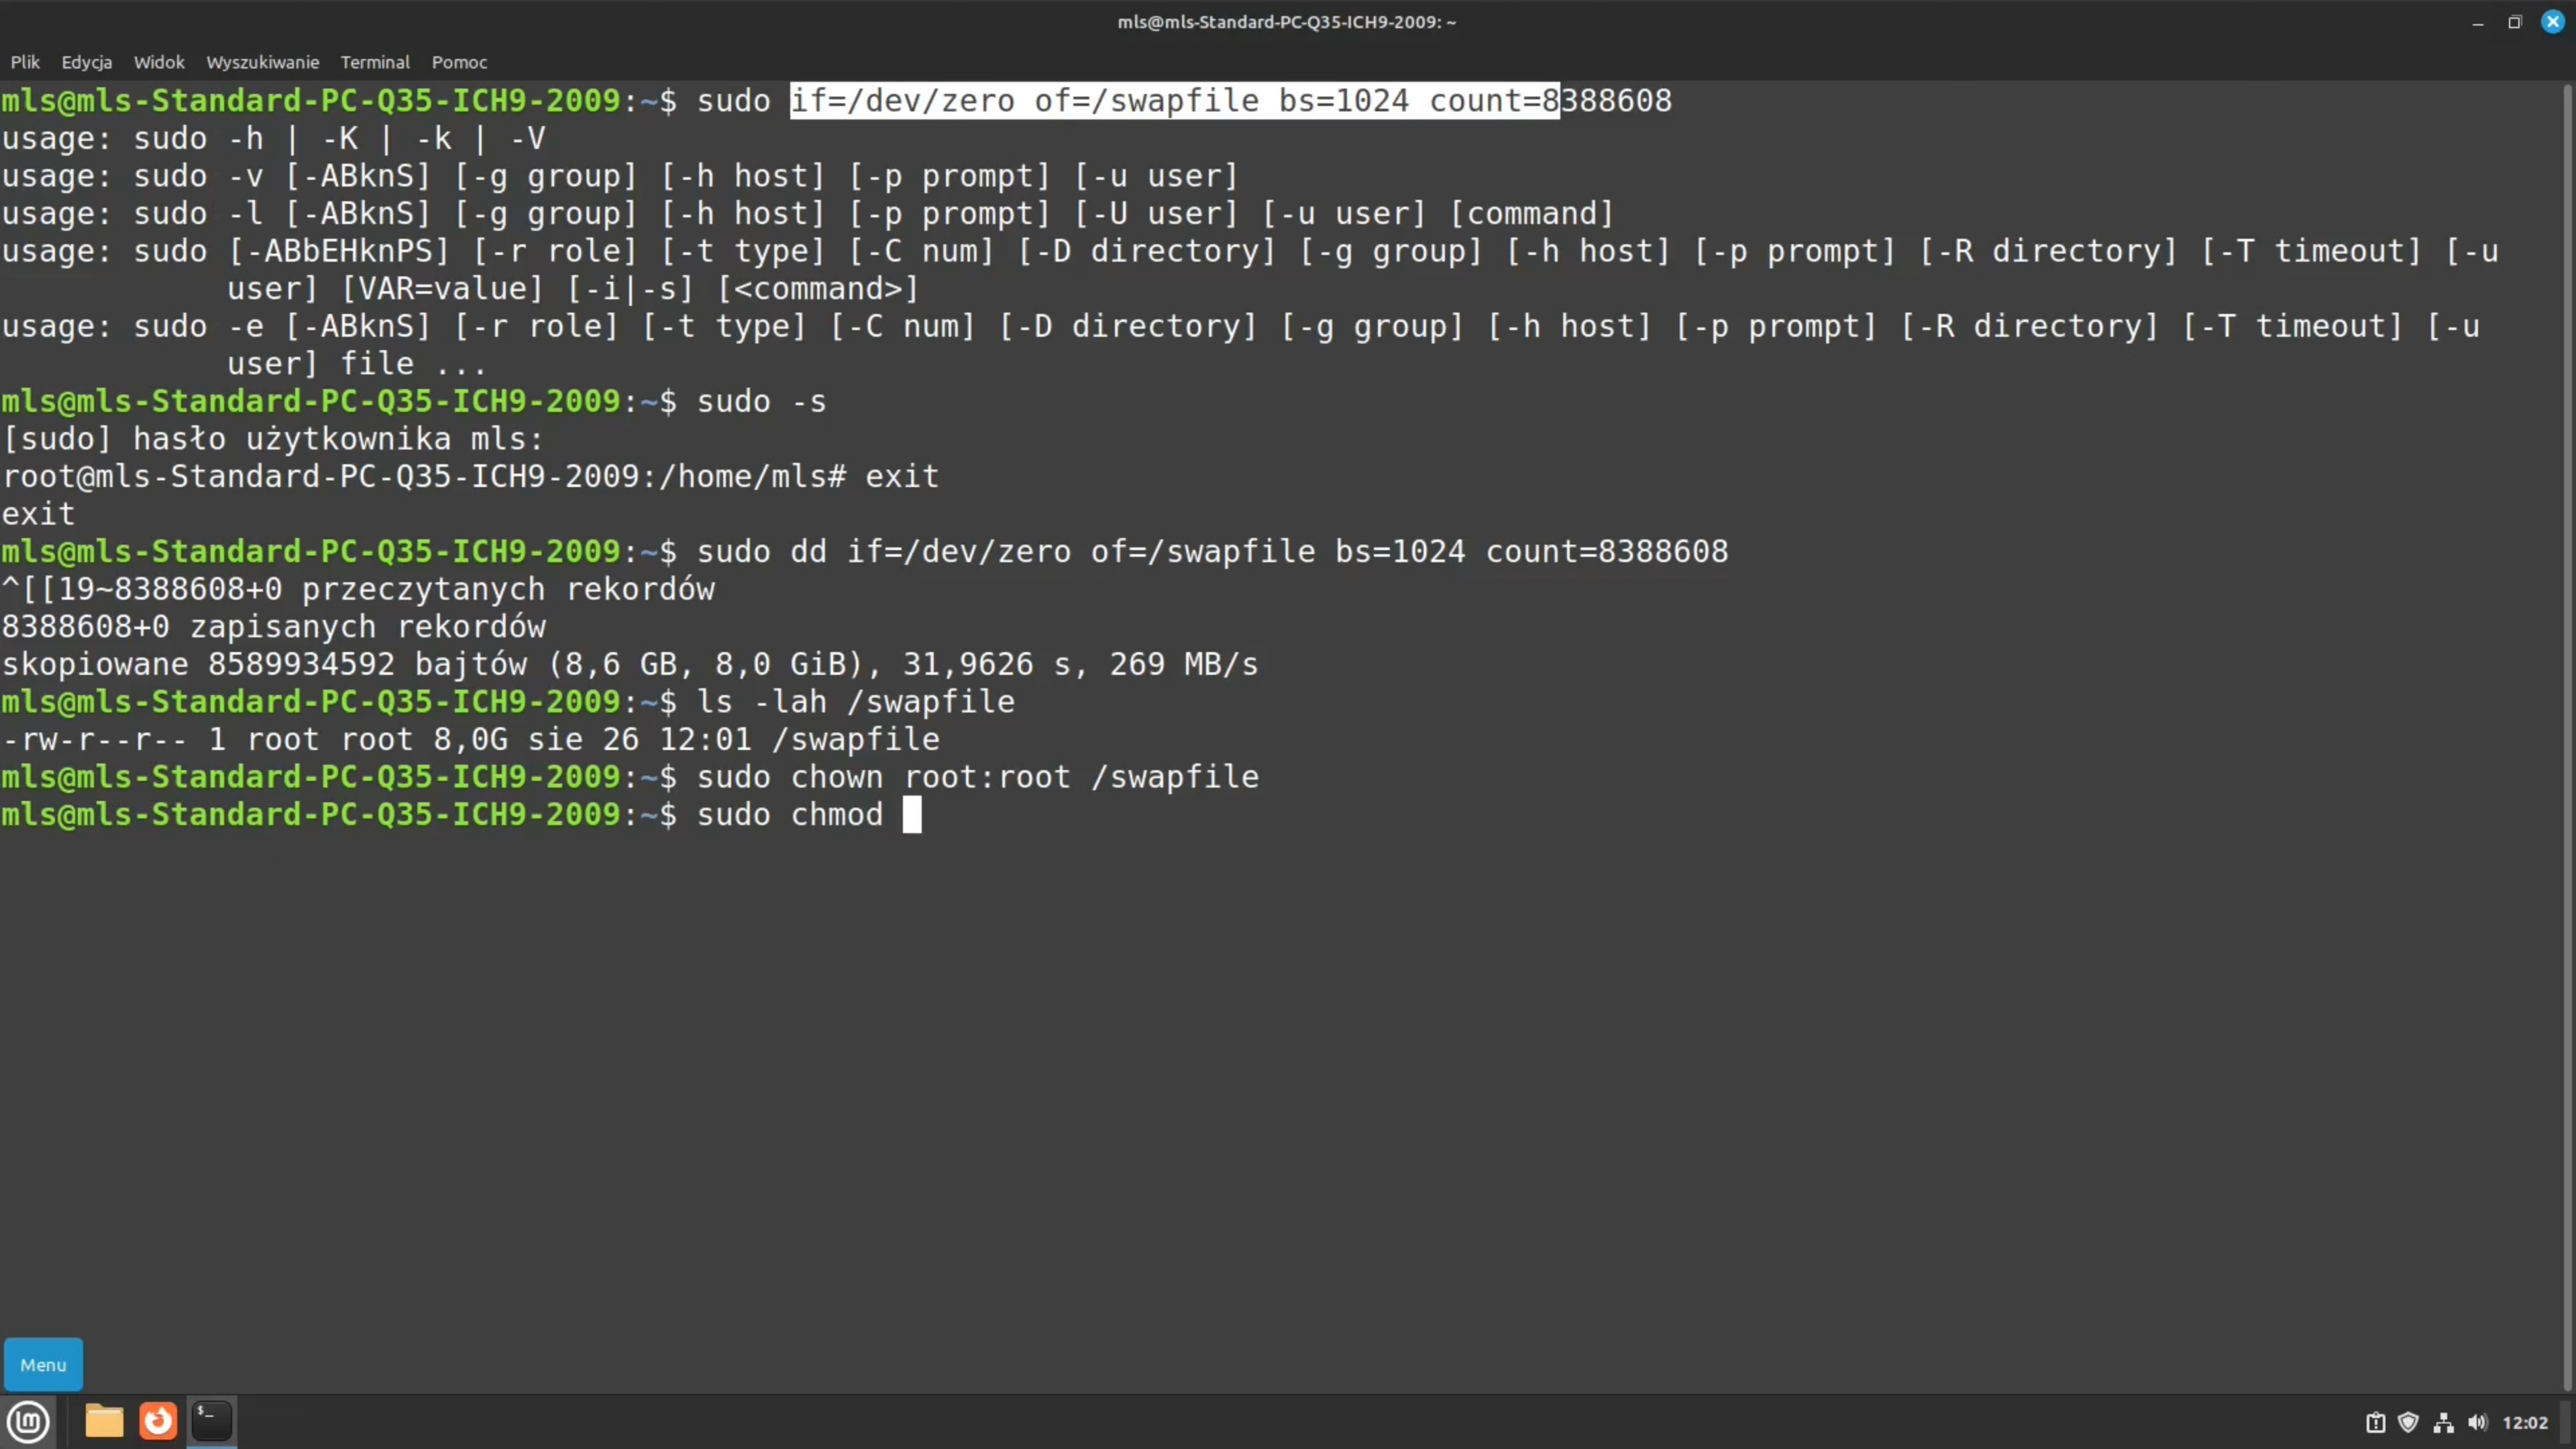 mls@mls-Standard-PC-Q35-ICH9-2009: ~
Plik Edycja Widok Wyszukiwanie Terminal Pomoc
mls@mls-Standard-PC-Q35-ICH9-2009:~$ sudo if=/dev/zero of=/swapfile bs=1024 count=8388608
usage: sudo -h | -K | -k | -V
usage: sudo -v [-ABknS] [-g group] [-h host] [-p prompt] [-u user]
usage: sudo -l [-ABknS] [-g group] [-h host] [-p prompt] [-U user] [-u user] [command]
usage: sudo [-ABbEHknPS] [-r role] [-t type] [-C num] [-D directory] [-g group] [-h host] [-p prompt] [-R directory] [-T timeout] [-u
user] [VAR=value] [-i|-s] [<command>]
usage: sudo -e [-ABknS] [-r role] [-t type] [-C num] [-D directory] [-g group] [-h host] [-p prompt] [-R directory] [-T timeout] [-u
user] file ...
mls@mls-Standard-PC-Q35-ICH9-2009:~$ sudo -s
[sudo] hasło użytkownika mls:
root@mls-Standard-PC-Q35-ICH9-2009:/home/mls# exit
exit
mls@mls-Standard-PC-Q35-ICH9-2009:~$ sudo dd if=/dev/zero of=/swapfile bs=1024 count=8388608
^[[19~8388608+0 przeczytanych rekordów
8388608+0 zapisanych rekordów
skopiowane 8589934592 bajtów (8,6 GB, 8,0 GiB), 31,9626 s, 269 MB/s
mls@mls-Standard-PC-Q35-ICH9-2009:~$ ls -lah /swapfile
-rw-r--r-- 1 root root 8,0G sie 26 12:01 /swapfile
mls@mls-Standard-PC-Q35-ICH9-2009:~$ sudo chown root:root /swapfile
mls@mls-Standard-PC-Q35-ICH9-2009:~$ sudo chmod
Menu
12:02